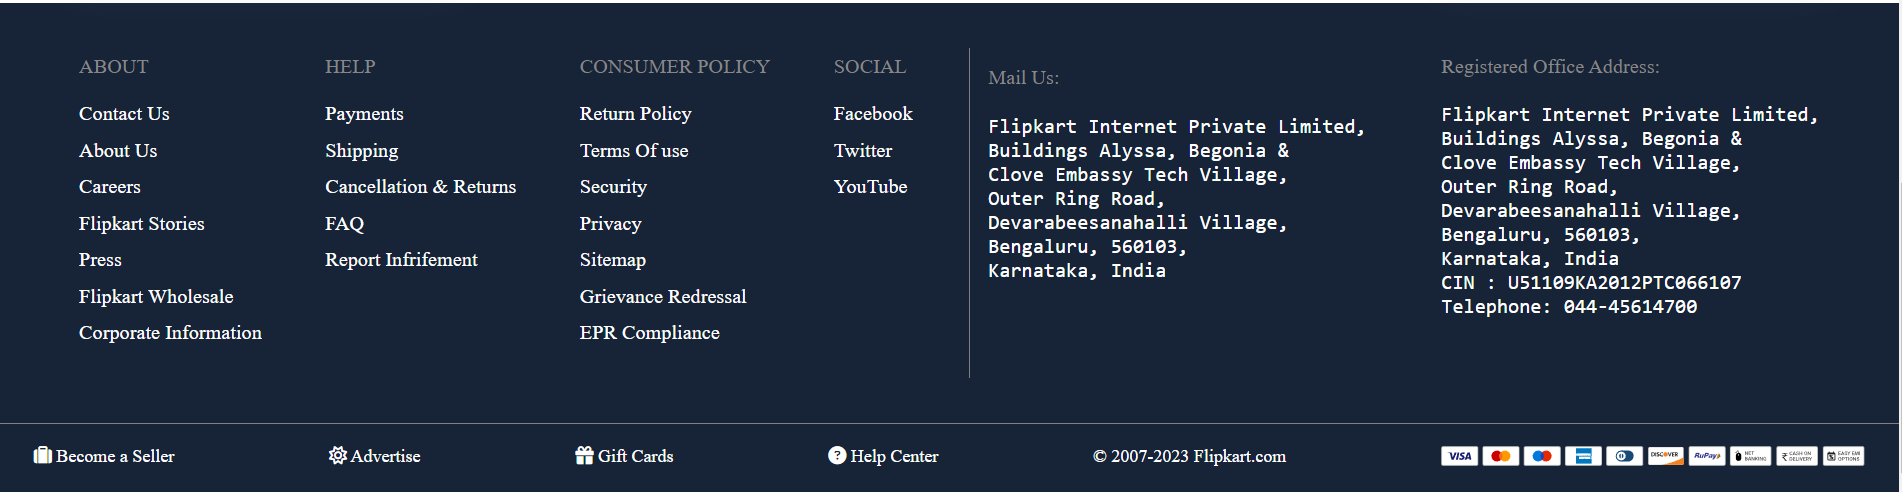 ABOUT
Contact Us
About Us
Careers
Flipkart Stories
Press
Flipkart Wholesale
Corporate Information
HELP
Payments
Shipping
Cancellation & Returns
FAQ
Report Infrifement
CONSUMER POLICY
Return Policy
Terms Of use
Security
Privacy
Sitemap
Grievance Redressal
EPR Compliance
SOCIAL
Facebook
Twitter
YouTube
Mail Us:
Flipkart Internet Private Limited,
Buildings Alyssa, Begonia &
Clove Embassy Tech Village,
Outer Ring Road,
Devarabeesanahalli Village,
Bengaluru, 560103,
Karnataka, India
Registered Office Address:
Flipkart Internet Private Limited,
Buildings Alyssa, Begonia &
Clove Embassy Tech Village,
Outer Ring Road,
Devarabeesanahalli Village,
Bengaluru, 560103,
Karnataka, India
CIN : U51109KA2012PTC066107
Telephone: 044-45614700
Become a Seller
Advertise
Gift Cards
? Help Center
© 2007-2023 Flipkart.com
VISA
DISCOVER
RuPay
NET
BANKING
₹ CASH ON
DELIVERY
EASY EMI
OPTIONS